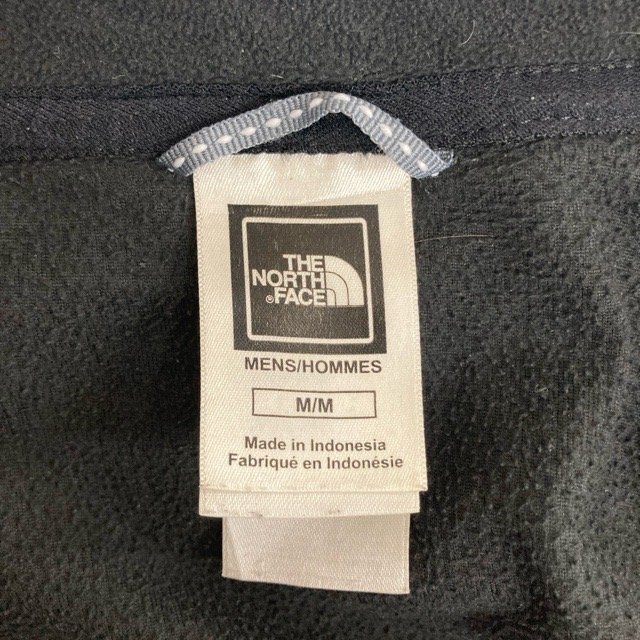 THE
NORTH
®FACE
MENS/HOMMES
M/M
Made in Indonesia
Fabriqué en Indonésie